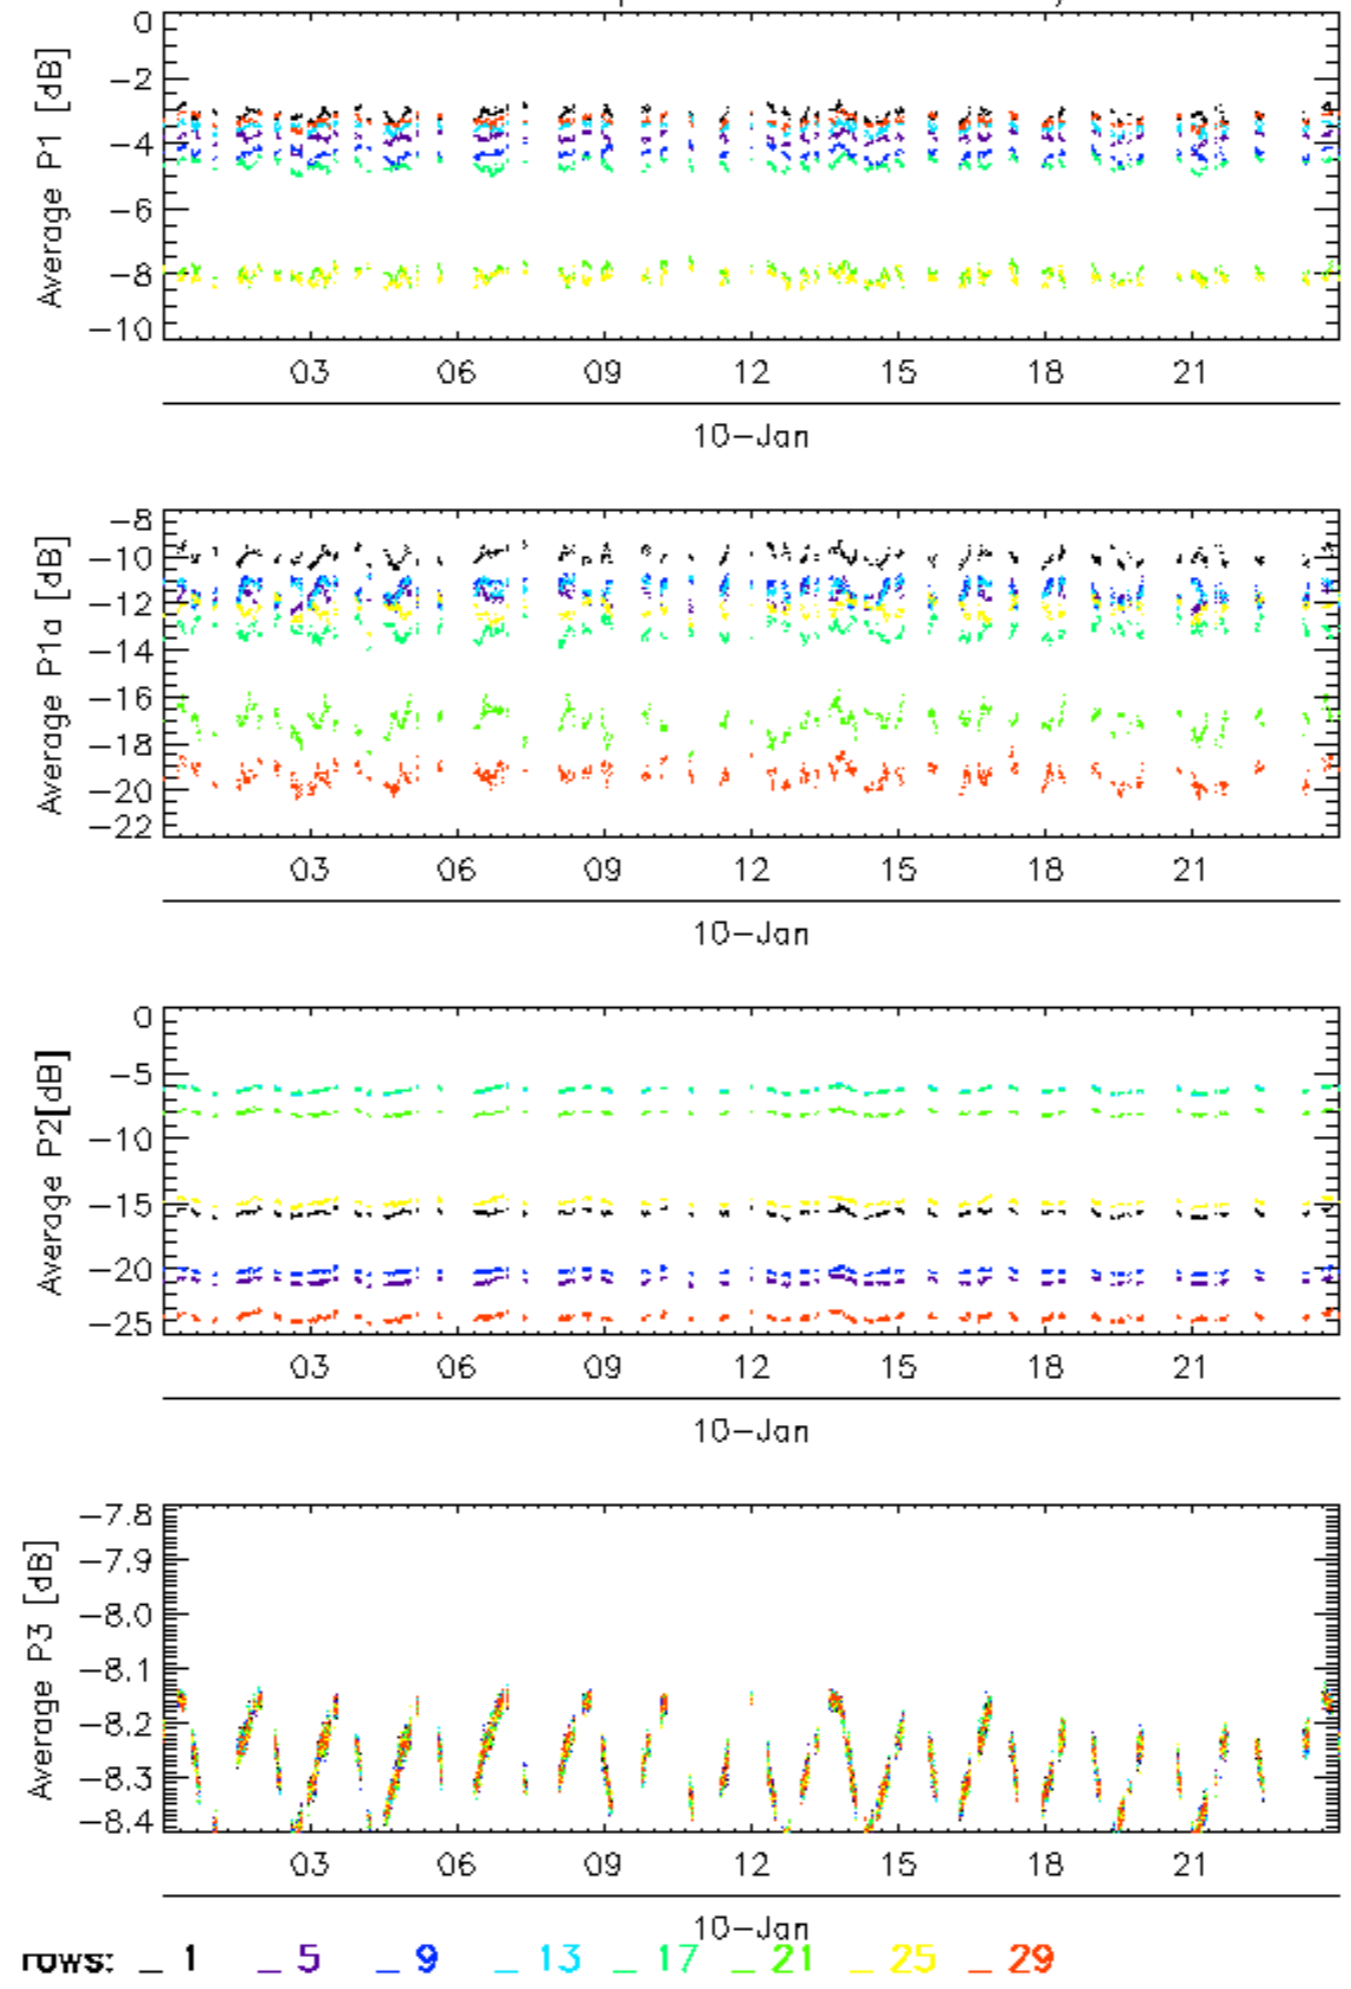 0
−2
−4
−6
−8
−10
Average P1 [dB]
03 06 09 12 15 18 21
10−Jan
−8
−10
−12
−14
−16
−18
−20
−22
Average P1a [dB]
03 06 09 12 15 18 21
10−Jan
0
−5
−10
−15
−20
−25
Average P2[dB]
03 06 09 12 15 18 21
10−Jan
−7.8
−7.9
−8.0
−8.1
−8.2
−8.3
−8.4
Average P3 [dB]
03 06 09 12 15 18 21
10−Jan
rows: _ 1 _ 5 _ 9 _ 13 _ 17 _ 21 _ 25 _ 29